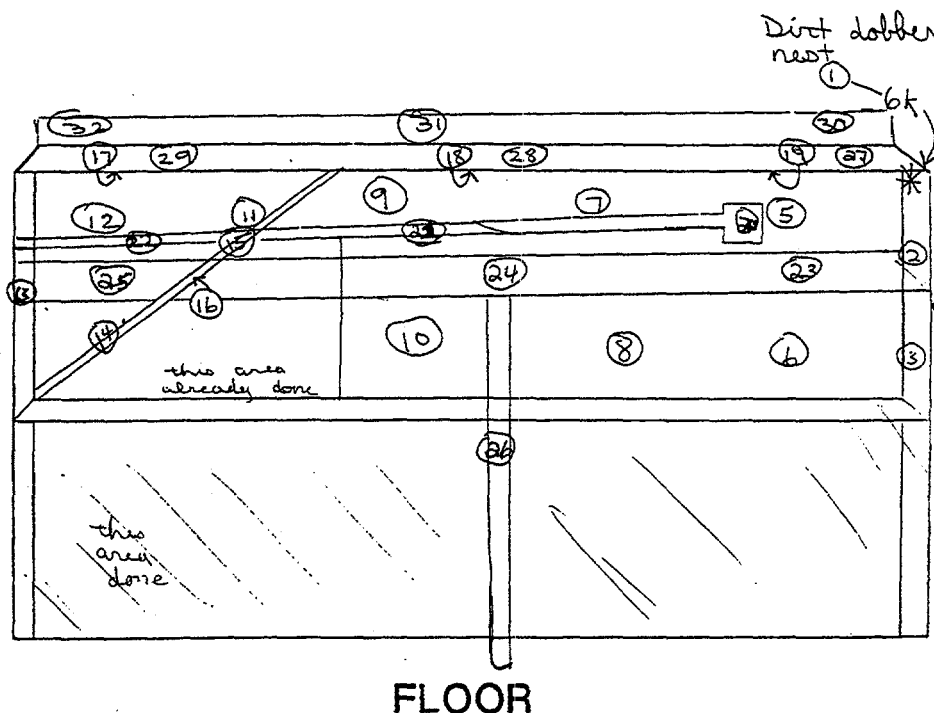 Dirt dobber
nest
1
6k
32 31 30
17 29 18 28 19 27
12 11 9 7 5
22 15
25 24 23 2
13 16
14 10 8 6 3
this area
already done
26
this
area
done
FLOOR